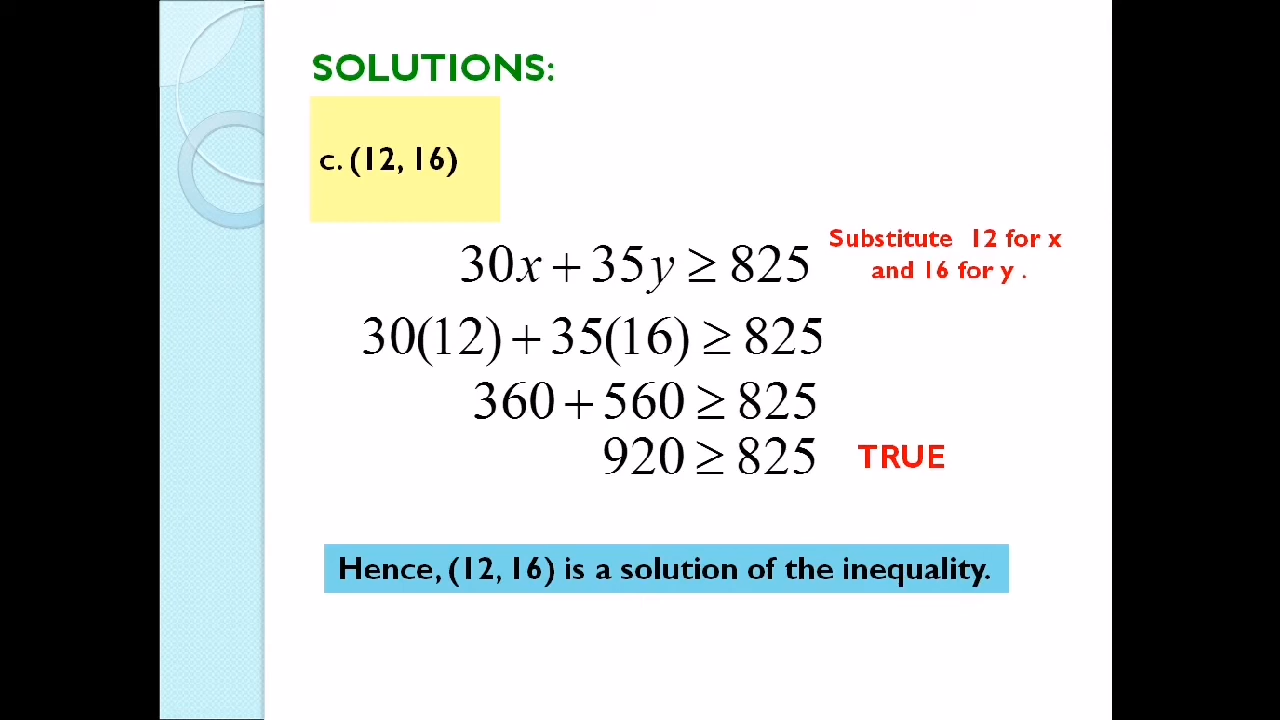 SOLUTIONS:
c. (12, 16)
30x + 35y ≥ 825
Substitute 12 for x
and 16 for y .
30(12) + 35(16) ≥ 825
360 + 560 ≥ 825
920 ≥ 825 TRUE
Hence, (12, 16) is a solution of the inequality.